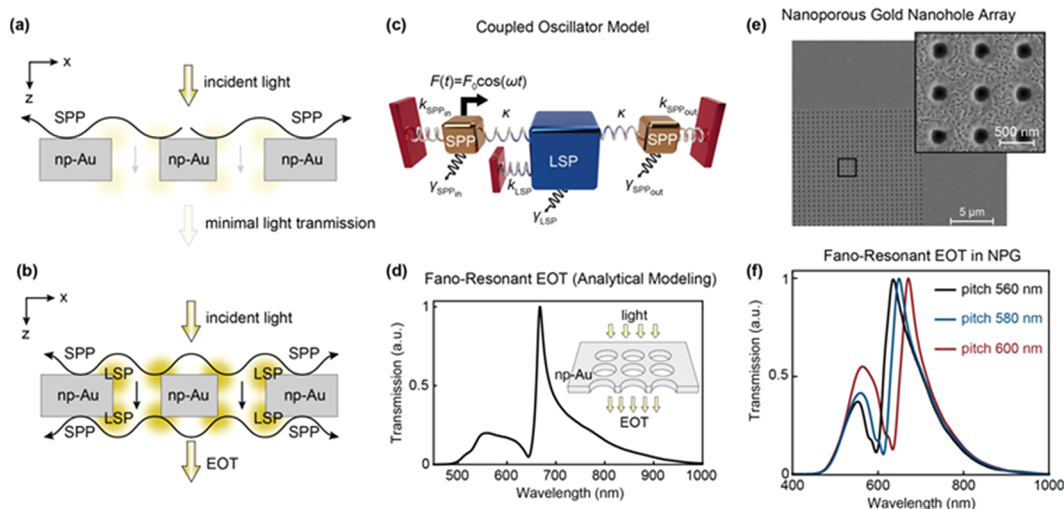 (a)
x
z
incident light
SPP
SPP
np-Au
np-Au
np-Au
minimal light tranmission
(b)
x
z
incident light
SPP
SPP
LSP
LSP
np-Au
np-Au
np-Au
LSP
LSP
SPP
SPP
EOT
(c)
Coupled Oscillator Model
F(t)=F₀cos(ωt)
kSPPin
κ
κ
kSPPout
SPP
SPP
LSP
kLSP
γSPPin
γSPPout
γLSP
(d)
Fano-Resonant EOT (Analytical Modeling)
Transmission (a.u.)
1
0.5
0
500
600
700
800
900
1000
Wavelength (nm)
light
np-Au
EOT
(e)
Nanoporous Gold Nanohole Array
500 nm
5 μm
(f)
Fano-Resonant EOT in NPG
Transmission (a.u.)
1
0.5
0
400
600
800
1000
Wavelength (nm)
pitch 560 nm
pitch 580 nm
pitch 600 nm